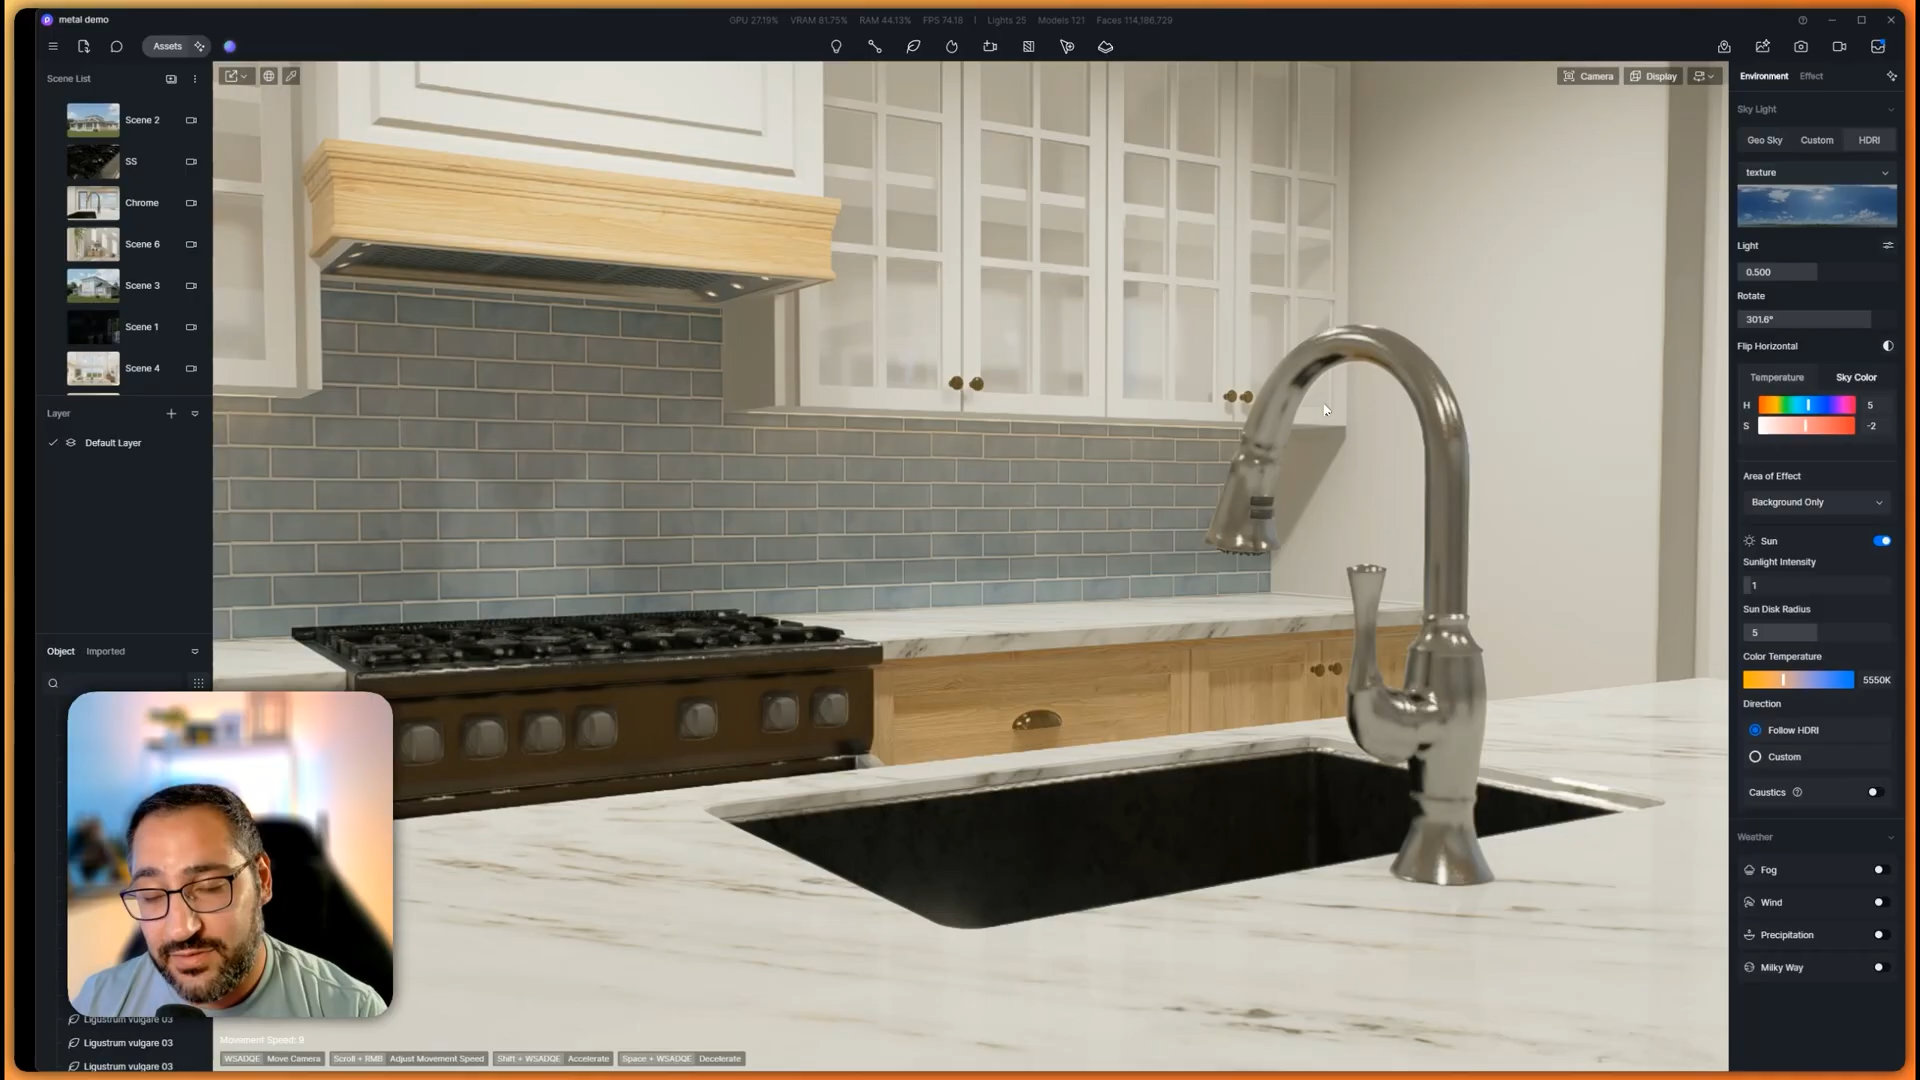 metal demo
GPU 27.19% VRAM 81.75% RAM 44.13% FPS 74.18 Lights 25 Models 121 Faces 114,186,729
Assets
Scene List
Scene 2
SS
Chrome
Scene 6
Scene 3
Scene 1
Scene 4
Layer
Default Layer
Object Imported
Ligustrum vulgare 03
Ligustrum vulgare 03
Ligustrum vulgare 03
Camera Display
Movement Speed: 9
WSADQE Move Camera Scroll + RMB Adjust Movement Speed Shift + WSADQE Accelerate Space + WSADQE Decelerate
Environment Effect
Sky Light
Geo Sky Custom HDRI
texture
Light
0.500
Rotate
301.6°
Flip Horizontal
Temperature Sky Color
H 5
S -2
Area of Effect
Background Only
Sun
Sunlight Intensity
1
Sun Disk Radius
5
Color Temperature
5550K
Direction
Follow HDRI
Custom
Caustics
Weather
Fog
Wind
Precipitation
Milky Way